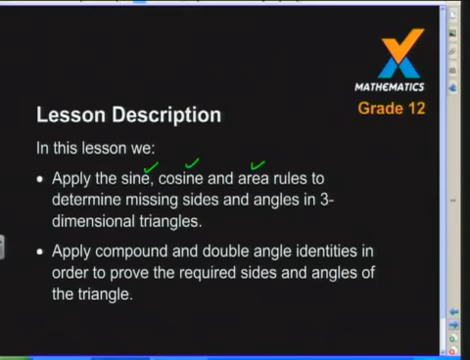 MATHEMATICS
Grade 12
Lesson Description
In this lesson we:
• Apply the sine, cosine and area rules to
determine missing sides and angles in 3-
dimensional triangles.
• Apply compound and double angle identities in
order to prove the required sides and angles of
the triangle.